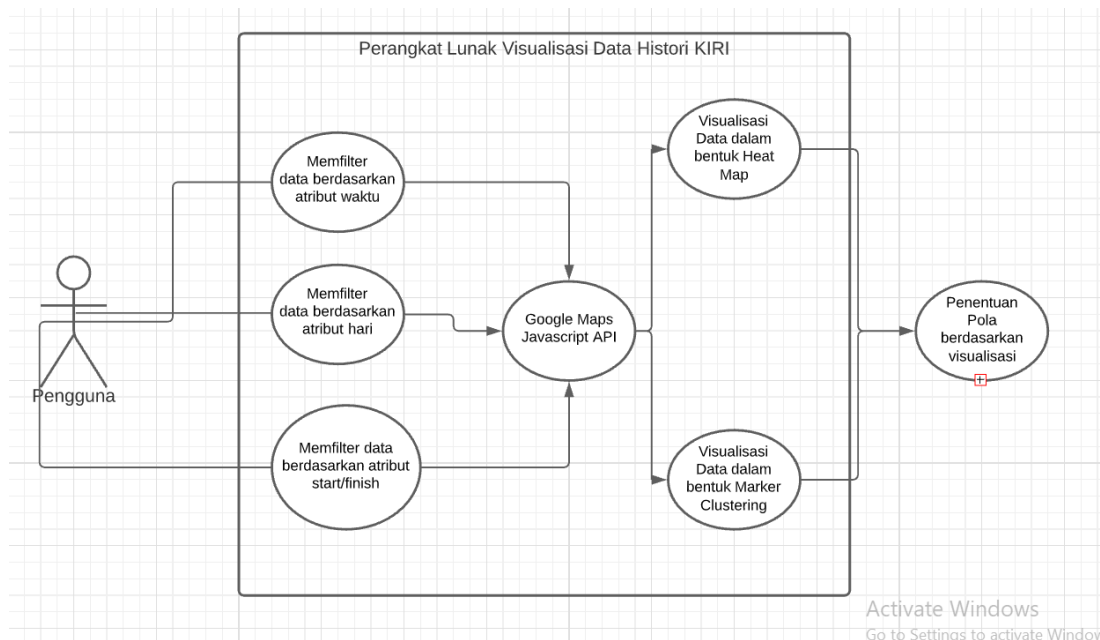 Perangkat Lunak Visualisasi Data Histori KIRI
Memfilter
data berdasarkan
atribut waktu
Memfilter
data berdasarkan
atribut hari
Memfilter data
berdasarkan atribut
start/finish
Pengguna
Google Maps
Javascript API
Visualisasi
Data dalam
bentuk Heat
Map
Visualisasi
Data dalam
bentuk Marker
Clustering
Penentuan
Pola
berdasarkan
visualisasi
Activate Windows
Go to Settings to activate Window